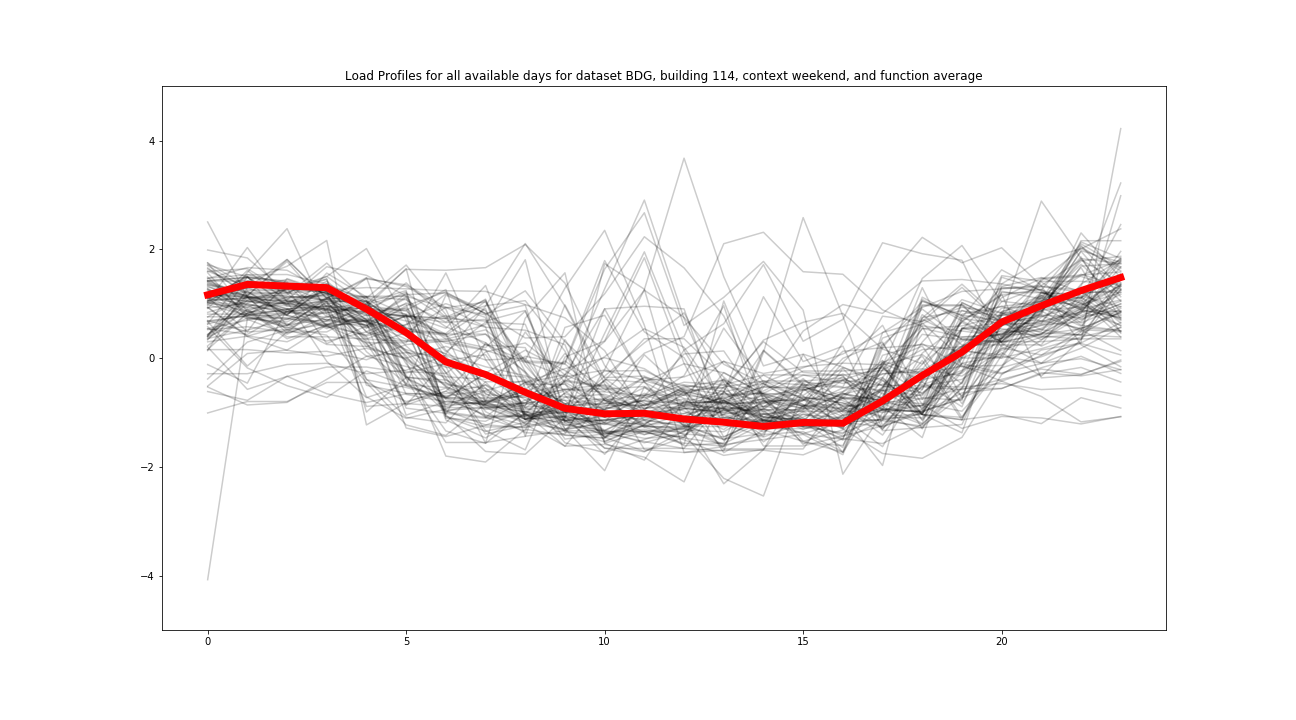 Load Profiles for all available days for dataset BDG, building 114, context weekend, and function average
4
2
0
−2
−4
0 5 10 15 20